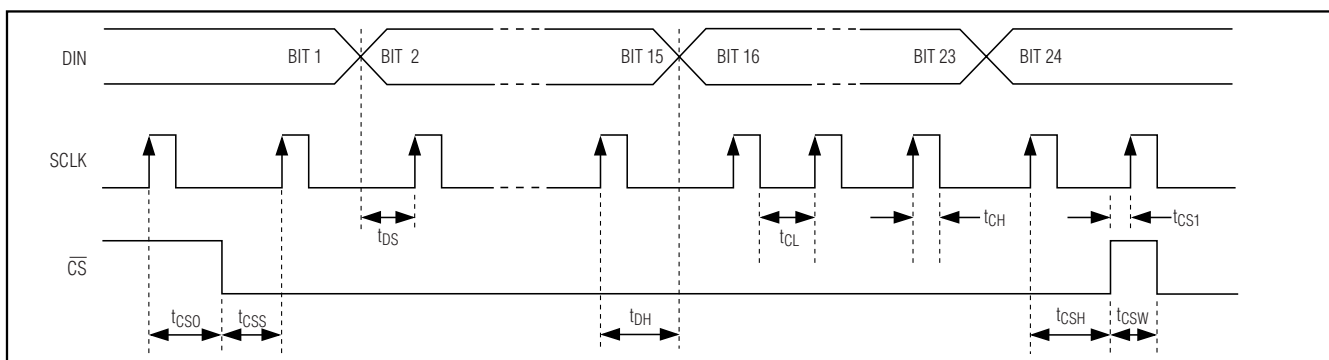 DIN BIT 1 BIT 2 BIT 15 BIT 16 BIT 23 BIT 24
SCLK
tDS tCL tCH tCS1
CS
tCSO tCSS tDH tCSH tCSW